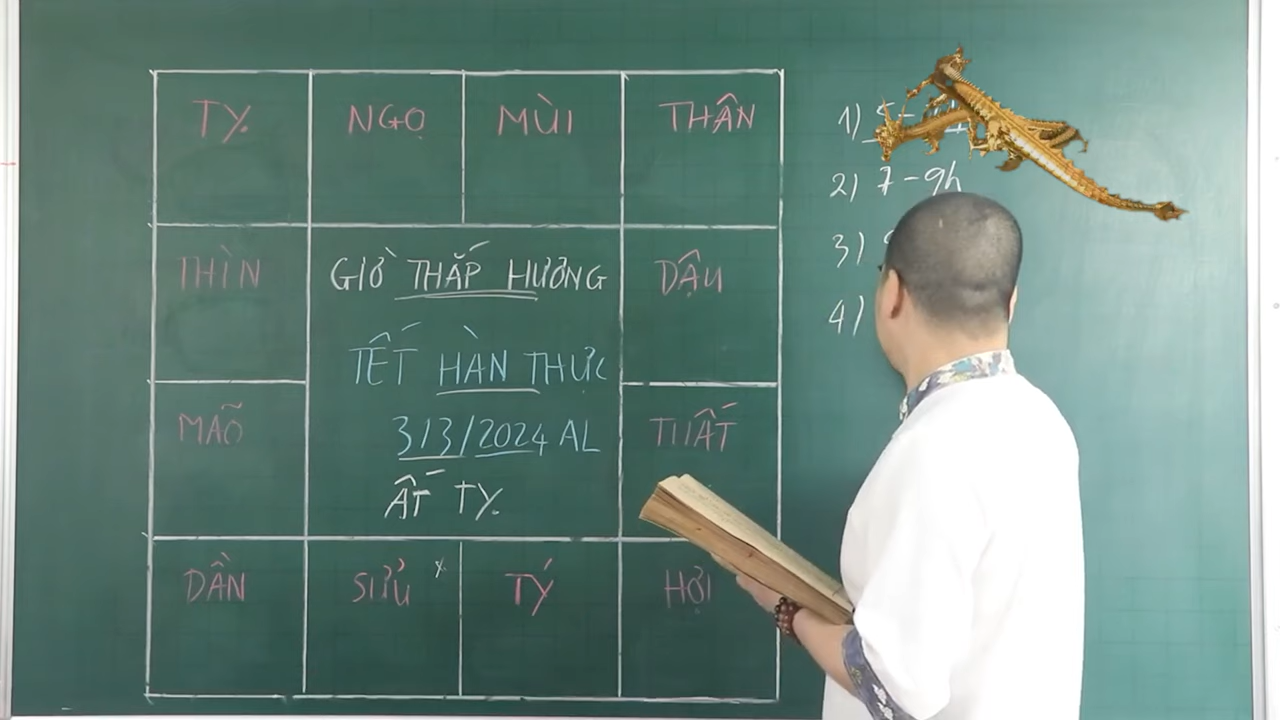 TỴ. NGỌ MÙI THÂN
THÌN
GIỜ THẮP HƯƠNG
DẬU
TẾT HÀN THỰC
MÃO
3/3/2024 AL
TUẤT
ẤT TỴ.
DẦN SỬU TÝ HỢI
1) 5-
2) 7-9h
3)
4)